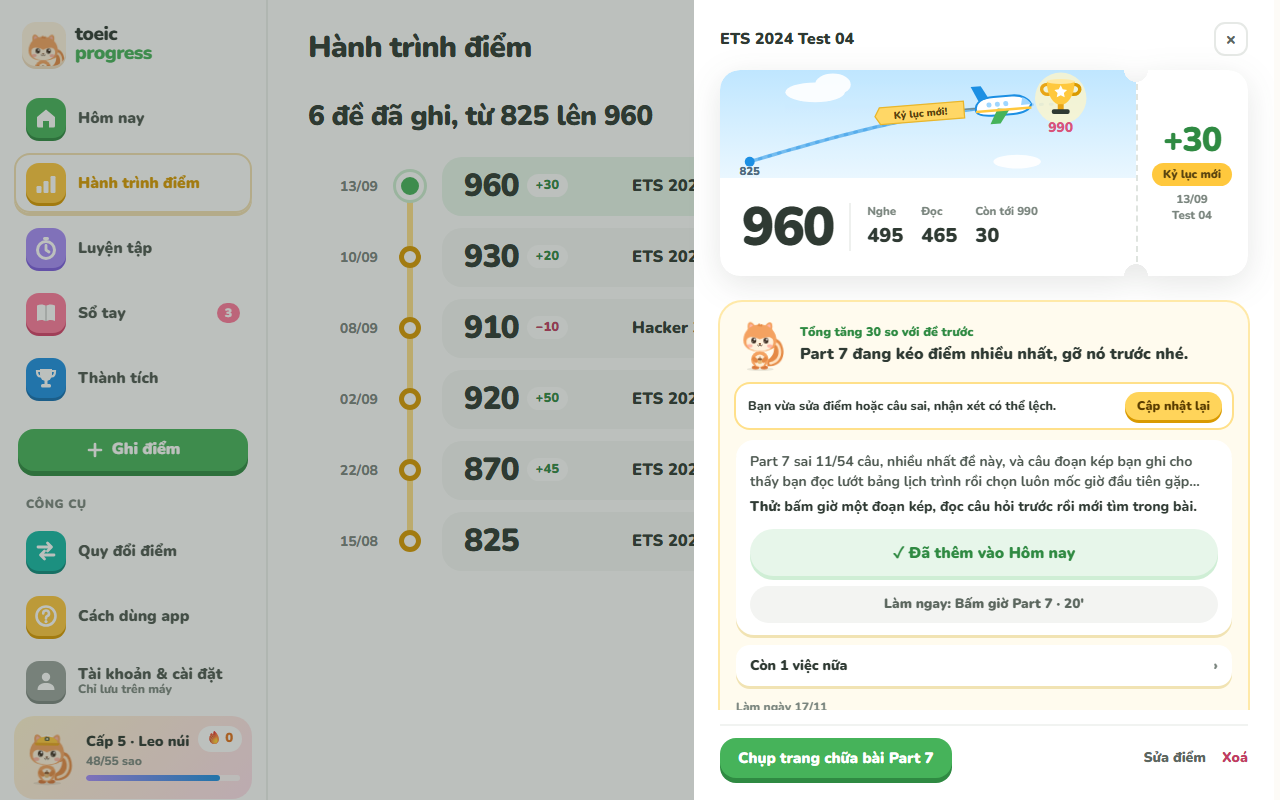 toeic
progress
Hôm nay
Hành trình điểm
Luyện tập
Sổ tay
3
Thành tích
+ Ghi điểm
CÔNG CỤ
Quy đổi điểm
Cách dùng app
Tài khoản & cài đặt
Chỉ lưu trên máy
Cấp 5 · Leo núi
0
48/55 sao
Hành trình điểm
6 đề đã ghi, từ 825 lên 960
13/09
960
+30
ETS 202
10/09
930
+20
ETS 202
08/09
910
−10
Hacker
02/09
920
+50
ETS 202
22/08
870
+45
ETS 202
15/08
825
ETS 202
ETS 2024 Test 04
×
Kỷ lục mới!
990
825
960
Nghe
495
Đọc
465
Còn tới 990
30
+30
Kỷ lục mới
13/09
Test 04
Tổng tăng 30 so với đề trước
Part 7 đang kéo điểm nhiều nhất, gỡ nó trước nhé.
Bạn vừa sửa điểm hoặc câu sai, nhận xét có thể lệch.
Cập nhật lại
Part 7 sai 11/54 câu, nhiều nhất đề này, và câu đoạn kép bạn ghi cho
thấy bạn đọc lướt bảng lịch trình rồi chọn luôn mốc giờ đầu tiên gặp...
Thử: bấm giờ một đoạn kép, đọc câu hỏi trước rồi mới tìm trong bài.
✓ Đã thêm vào Hôm nay
Làm ngay: Bấm giờ Part 7 · 20'
Còn 1 việc nữa
›
Làm ngày 17/11
Chụp trang chữa bài Part 7
Sửa điểm
Xoá